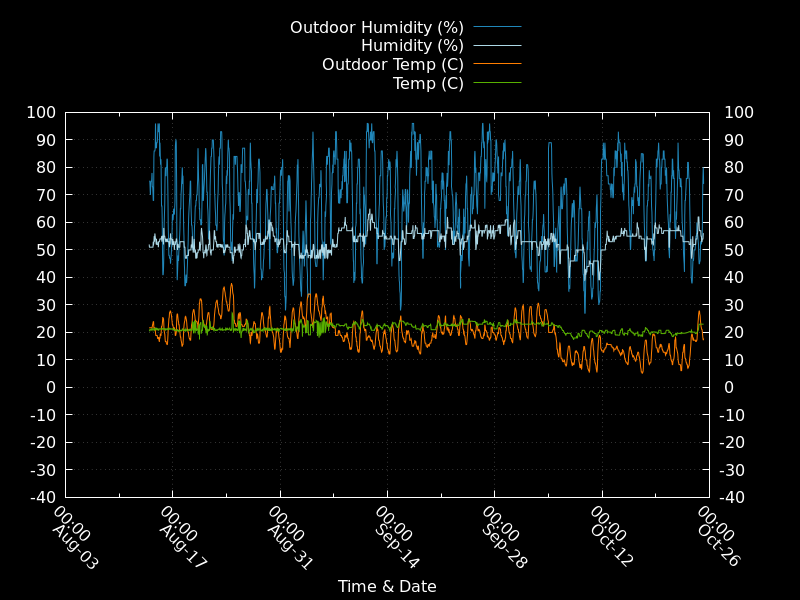 Outdoor Humidity (%)
Humidity (%)
Outdoor Temp (C)
Temp (C)
100 100
90 90
80 80
70 70
60 60
50 50
40 40
30 30
20 20
10 10
0 0
-10 -10
-20 -20
-30 -30
-40 -40
00:00 00:00 00:00 00:00 00:00 00:00 00:00
Aug-03 Aug-17 Aug-31 Sep-14 Sep-28 Oct-12 Oct-26
Time & Date